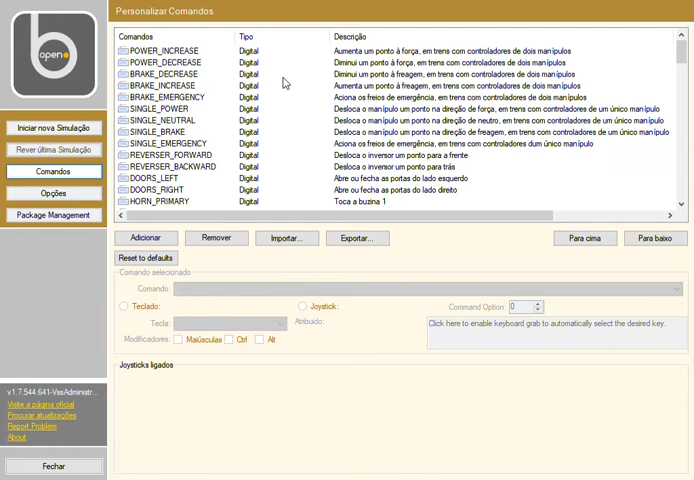 Personalizar Comandos
open
Iniciar nova Simulação
Rever última Simulação
Comandos
Opções
Package Management
Comandos Tipo Descrição
POWER_INCREASE Digital Aumenta um ponto à força, em trens com controladores de dois manípulos
POWER_DECREASE Digital Diminui um ponto à força, em trens com controladores de dois manípulos
BRAKE_DECREASE Digital Diminui um ponto à freagem, em trens com controladores de dois manípulos
BRAKE_INCREASE Digital Aumenta um ponto à freagem, em trens com controladores de dois manípulos
BRAKE_EMERGENCY Digital Aciona os freios de emergência, em trens com controladores de dois manípulos
SINGLE_POWER Digital Desloca o manípulo um ponto na direção de força, em trens com controladores de um único manípulo
SINGLE_NEUTRAL Digital Desloca o manípulo um ponto na direção de neutro, em trens com controladores de um único manípulo
SINGLE_BRAKE Digital Desloca o manípulo um ponto na direção de freagem, em trens com controladores de um único manípulo
SINGLE_EMERGENCY Digital Aciona os freios de emergência, em trens com controladores dum único manípulo
REVERSER_FORWARD Digital Desloca o inversor um ponto para a frente
REVERSER_BACKWARD Digital Desloca o inversor um ponto para trás
DOORS_LEFT Digital Abre ou fecha as portas do lado esquerdo
DOORS_RIGHT Digital Abre ou fecha as portas do lado direito
HORN_PRIMARY Digital Toca a buzina 1
Adicionar Remover Importar... Exportar... Para cima Para baixo
Reset to defaults
Comando selecionado
Comando:
Teclado: Joystick: Command Option: 0
Tecla: Atribuido: Click here to enable keyboard grab to automatically select the desired key.
Modificadores: Maiúsculas Ctrl Alt
Joysticks ligados
v1.7.544.641-VssAdministr...
Visite a página oficial
Procurar atualizações
Report Problem
About
Fechar